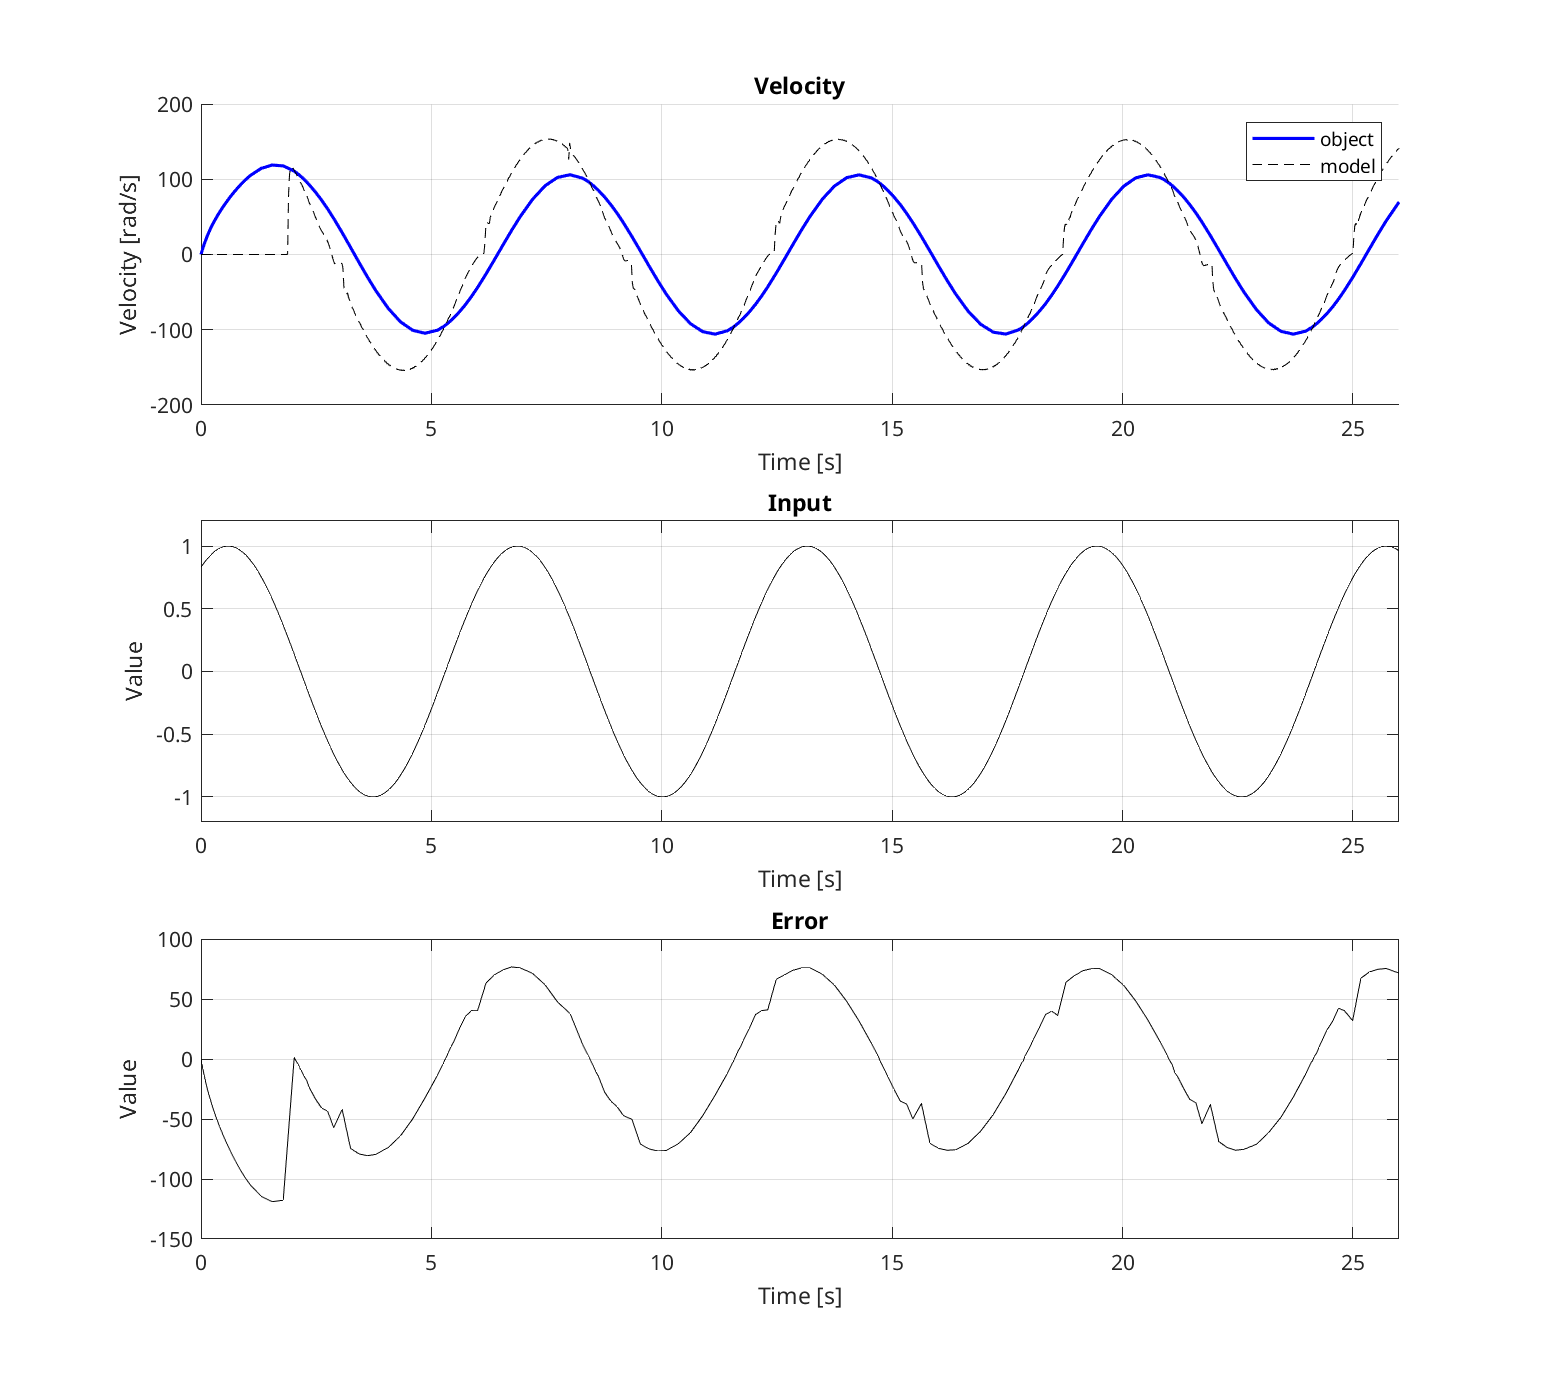 Velocity
200
100
0
-100
-200
Velocity [rad/s]
object
model
0 5 10 15 20 25
Time [s]
Input
1
0.5
0
-0.5
-1
Value
0 5 10 15 20 25
Time [s]
Error
100
50
0
-50
-100
-150
Value
0 5 10 15 20 25
Time [s]